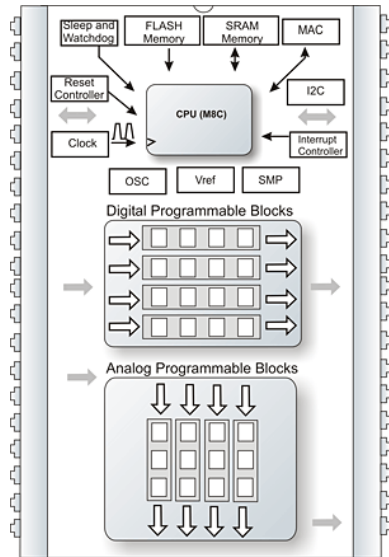 Sleep and
Watchdog
FLASH
Memory
SRAM
Memory
MAC
Reset
Controller
CPU (M8C)
I2C
Clock
Interrupt
Controller
OSC
Vref
SMP
Digital Programmable Blocks
Analog Programmable Blocks